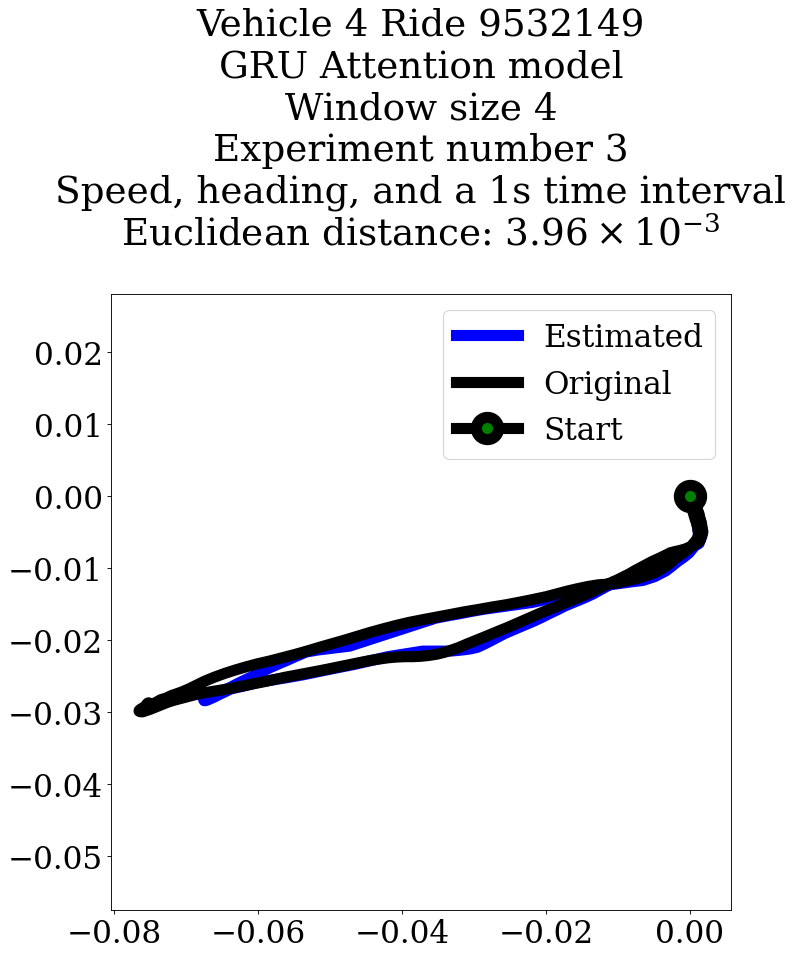 Vehicle 4 Ride 9532149
GRU Attention model
Window size 4
Experiment number 3
Speed, heading, and a 1s time interval
Euclidean distance: 3.96 × 10⁻³
Estimated
Original
Start
0.02
0.01
0.00
−0.01
−0.02
−0.03
−0.04
−0.05
−0.08 −0.06 −0.04 −0.02 0.00